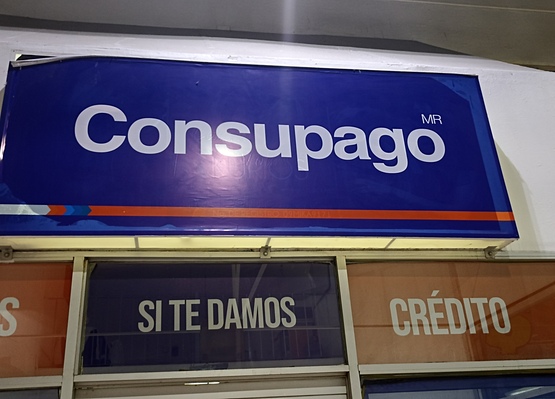 Consupago MR
SI TE DAMOS
CRÉDITO